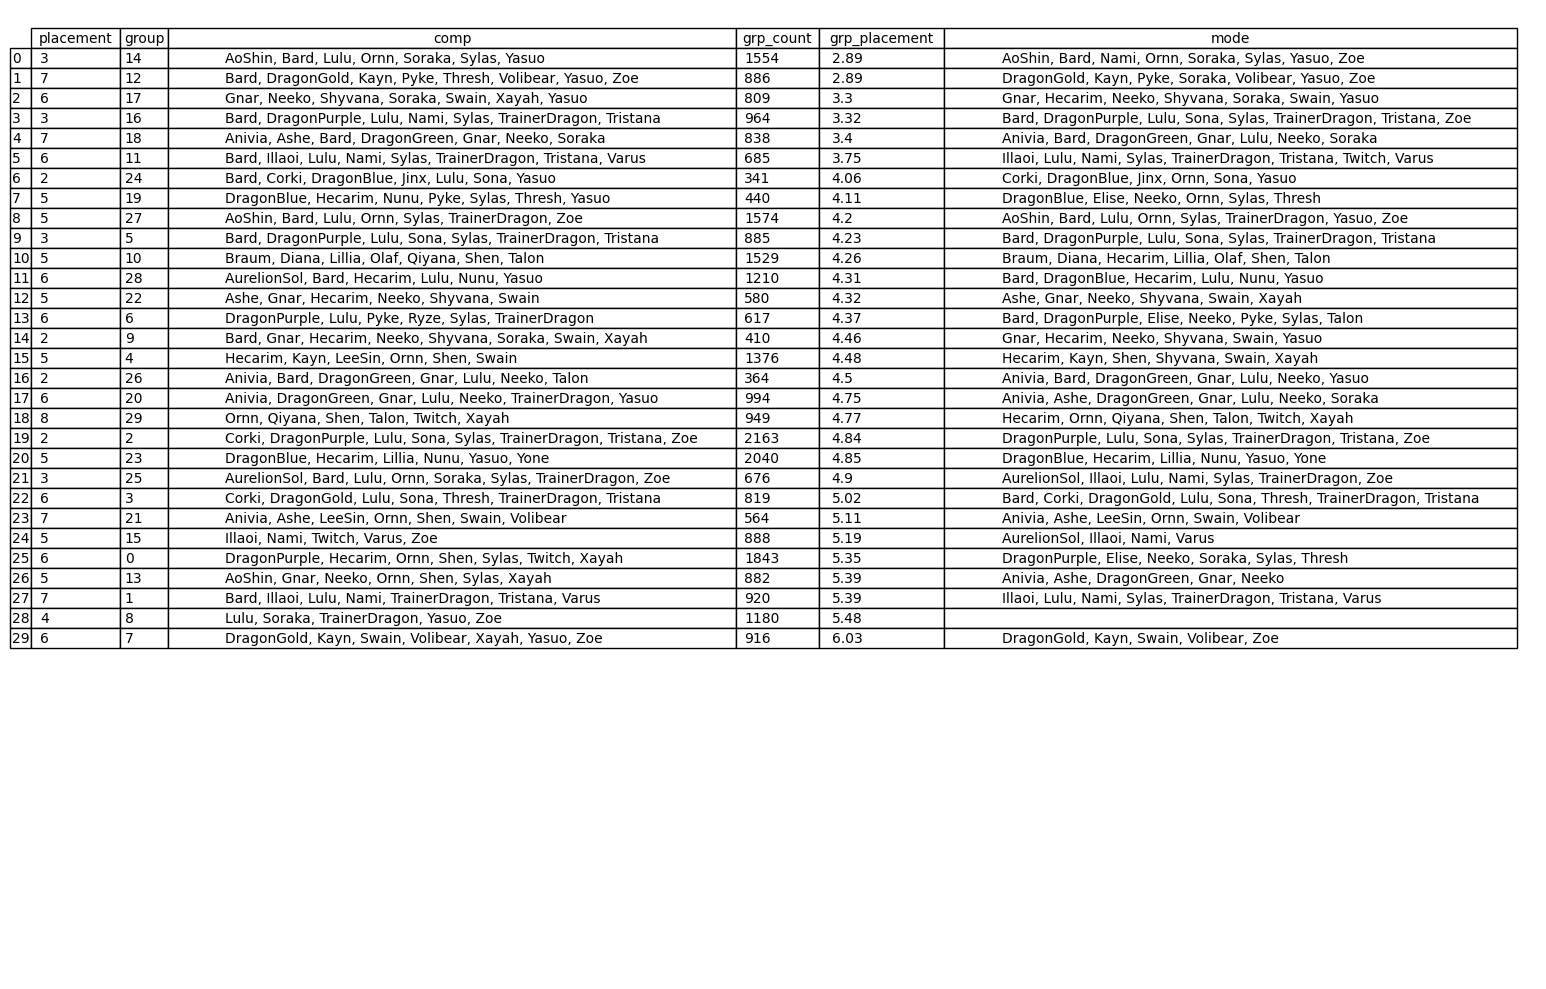 placement group comp grp_count grp_placement mode
0 3 14 AoShin, Bard, Lulu, Ornn, Soraka, Sylas, Yasuo 1554 2.89 AoShin, Bard, Nami, Ornn, Soraka, Sylas, Yasuo, Zoe
1 7 12 Bard, DragonGold, Kayn, Pyke, Thresh, Volibear, Yasuo, Zoe 886 2.89 DragonGold, Kayn, Pyke, Soraka, Volibear, Yasuo, Zoe
2 6 17 Gnar, Neeko, Shyvana, Soraka, Swain, Xayah, Yasuo 809 3.3 Gnar, Hecarim, Neeko, Shyvana, Soraka, Swain, Yasuo
3 3 16 Bard, DragonPurple, Lulu, Nami, Sylas, TrainerDragon, Tristana 964 3.32 Bard, DragonPurple, Lulu, Sona, Sylas, TrainerDragon, Tristana, Zoe
4 7 18 Anivia, Ashe, Bard, DragonGreen, Gnar, Neeko, Soraka 838 3.4 Anivia, Bard, DragonGreen, Gnar, Lulu, Neeko, Soraka
5 6 11 Bard, Illaoi, Lulu, Nami, Sylas, TrainerDragon, Tristana, Varus 685 3.75 Illaoi, Lulu, Nami, Sylas, TrainerDragon, Tristana, Twitch, Varus
6 2 24 Bard, Corki, DragonBlue, Jinx, Lulu, Sona, Yasuo 341 4.06 Corki, DragonBlue, Jinx, Ornn, Sona, Yasuo
7 5 19 DragonBlue, Hecarim, Nunu, Pyke, Sylas, Thresh, Yasuo 440 4.11 DragonBlue, Elise, Neeko, Ornn, Sylas, Thresh
8 5 27 AoShin, Bard, Lulu, Ornn, Sylas, TrainerDragon, Zoe 1574 4.2 AoShin, Bard, Lulu, Ornn, Sylas, TrainerDragon, Yasuo, Zoe
9 3 5 Bard, DragonPurple, Lulu, Sona, Sylas, TrainerDragon, Tristana 885 4.23 Bard, DragonPurple, Lulu, Sona, Sylas, TrainerDragon, Tristana
10 5 10 Braum, Diana, Lillia, Olaf, Qiyana, Shen, Talon 1529 4.26 Braum, Diana, Hecarim, Lillia, Olaf, Shen, Talon
11 6 28 AurelionSol, Bard, Hecarim, Lulu, Nunu, Yasuo 1210 4.31 Bard, DragonBlue, Hecarim, Lulu, Nunu, Yasuo
12 5 22 Ashe, Gnar, Hecarim, Neeko, Shyvana, Swain 580 4.32 Ashe, Gnar, Neeko, Shyvana, Swain, Xayah
13 6 6 DragonPurple, Lulu, Pyke, Ryze, Sylas, TrainerDragon 617 4.37 Bard, DragonPurple, Elise, Neeko, Pyke, Sylas, Talon
14 2 9 Bard, Gnar, Hecarim, Neeko, Shyvana, Soraka, Swain, Xayah 410 4.46 Gnar, Hecarim, Neeko, Shyvana, Swain, Yasuo
15 5 4 Hecarim, Kayn, LeeSin, Ornn, Shen, Swain 1376 4.48 Hecarim, Kayn, Shen, Shyvana, Swain, Xayah
16 2 26 Anivia, Bard, DragonGreen, Gnar, Lulu, Neeko, Talon 364 4.5 Anivia, Bard, DragonGreen, Gnar, Lulu, Neeko, Yasuo
17 6 20 Anivia, DragonGreen, Gnar, Lulu, Neeko, TrainerDragon, Yasuo 994 4.75 Anivia, Ashe, DragonGreen, Gnar, Lulu, Neeko, Soraka
18 8 29 Ornn, Qiyana, Shen, Talon, Twitch, Xayah 949 4.77 Hecarim, Ornn, Qiyana, Shen, Talon, Twitch, Xayah
19 2 2 Corki, DragonPurple, Lulu, Sona, Sylas, TrainerDragon, Tristana, Zoe 2163 4.84 DragonPurple, Lulu, Sona, Sylas, TrainerDragon, Tristana, Zoe
20 5 23 DragonBlue, Hecarim, Lillia, Nunu, Yasuo, Yone 2040 4.85 DragonBlue, Hecarim, Lillia, Nunu, Yasuo, Yone
21 3 25 AurelionSol, Bard, Lulu, Ornn, Soraka, Sylas, TrainerDragon, Zoe 676 4.9 AurelionSol, Illaoi, Lulu, Nami, Sylas, TrainerDragon, Zoe
22 6 3 Corki, DragonGold, Lulu, Sona, Thresh, TrainerDragon, Tristana 819 5.02 Bard, Corki, DragonGold, Lulu, Sona, Thresh, TrainerDragon, Tristana
23 7 21 Anivia, Ashe, LeeSin, Ornn, Shen, Swain, Volibear 564 5.11 Anivia, Ashe, LeeSin, Ornn, Swain, Volibear
24 5 15 Illaoi, Nami, Twitch, Varus, Zoe 888 5.19 AurelionSol, Illaoi, Nami, Varus
25 6 0 DragonPurple, Hecarim, Ornn, Shen, Sylas, Twitch, Xayah 1843 5.35 DragonPurple, Elise, Neeko, Soraka, Sylas, Thresh
26 5 13 AoShin, Gnar, Neeko, Ornn, Shen, Sylas, Xayah 882 5.39 Anivia, Ashe, DragonGreen, Gnar, Neeko
27 7 1 Bard, Illaoi, Lulu, Nami, TrainerDragon, Tristana, Varus 920 5.39 Illaoi, Lulu, Nami, Sylas, TrainerDragon, Tristana, Varus
28 4 8 Lulu, Soraka, TrainerDragon, Yasuo, Zoe 1180 5.48
29 6 7 DragonGold, Kayn, Swain, Volibear, Xayah, Yasuo, Zoe 916 6.03 DragonGold, Kayn, Swain, Volibear, Zoe